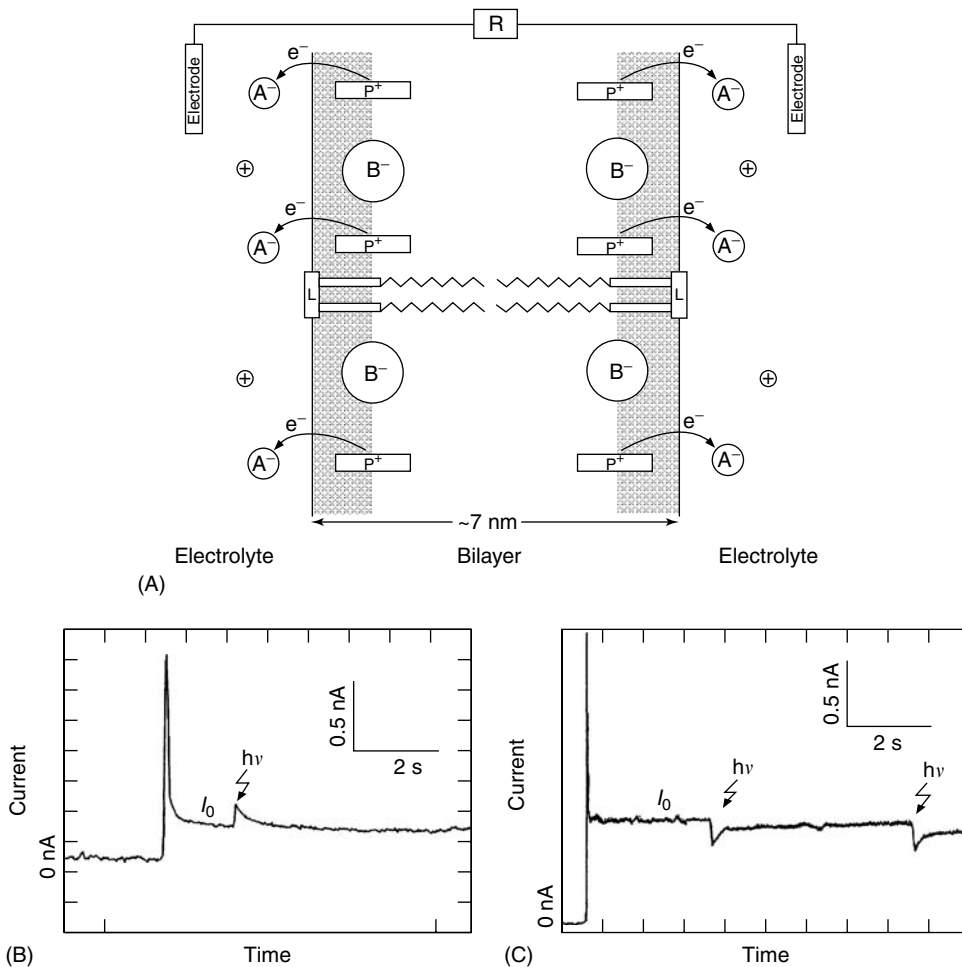 R
Electrode
Electrode
e⁻
e⁻
A⁻
P⁺
P⁺
A⁻
B⁻
B⁻
e⁻
e⁻
A⁻
P⁺
P⁺
A⁻
L
L
B⁻
B⁻
e⁻
e⁻
A⁻
P⁺
P⁺
A⁻
~7 nm
Electrolyte
Bilayer
Electrolyte
(A)
Current
0 nA
I₀
hν
0.5 nA
2 s
Time
(B)
Current
0 nA
I₀
hν
hν
0.5 nA
2 s
Time
(C)